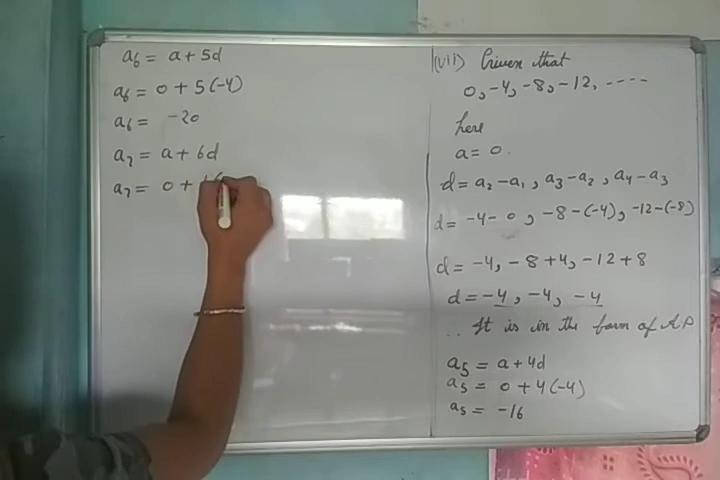 (VII) Given that
0, -4, -8, -12, ----
here
a = 0.
d = a₂ - a₁, a₃ - a₂, a₄ - a₃
d = -4 - 0, -8 - (-4), -12 - (-8)
d = -4, -8 + 4, -12 + 8
d = -4, -4, -4
∴ It is in the form of AP
a₅ = a + 4d
a₅ = 0 + 4(-4)
a₅ = -16
a₆ = a + 5d
a₆ = 0 + 5(-4)
a₆ = -20
a₇ = a + 6d
a₇ = 0 +